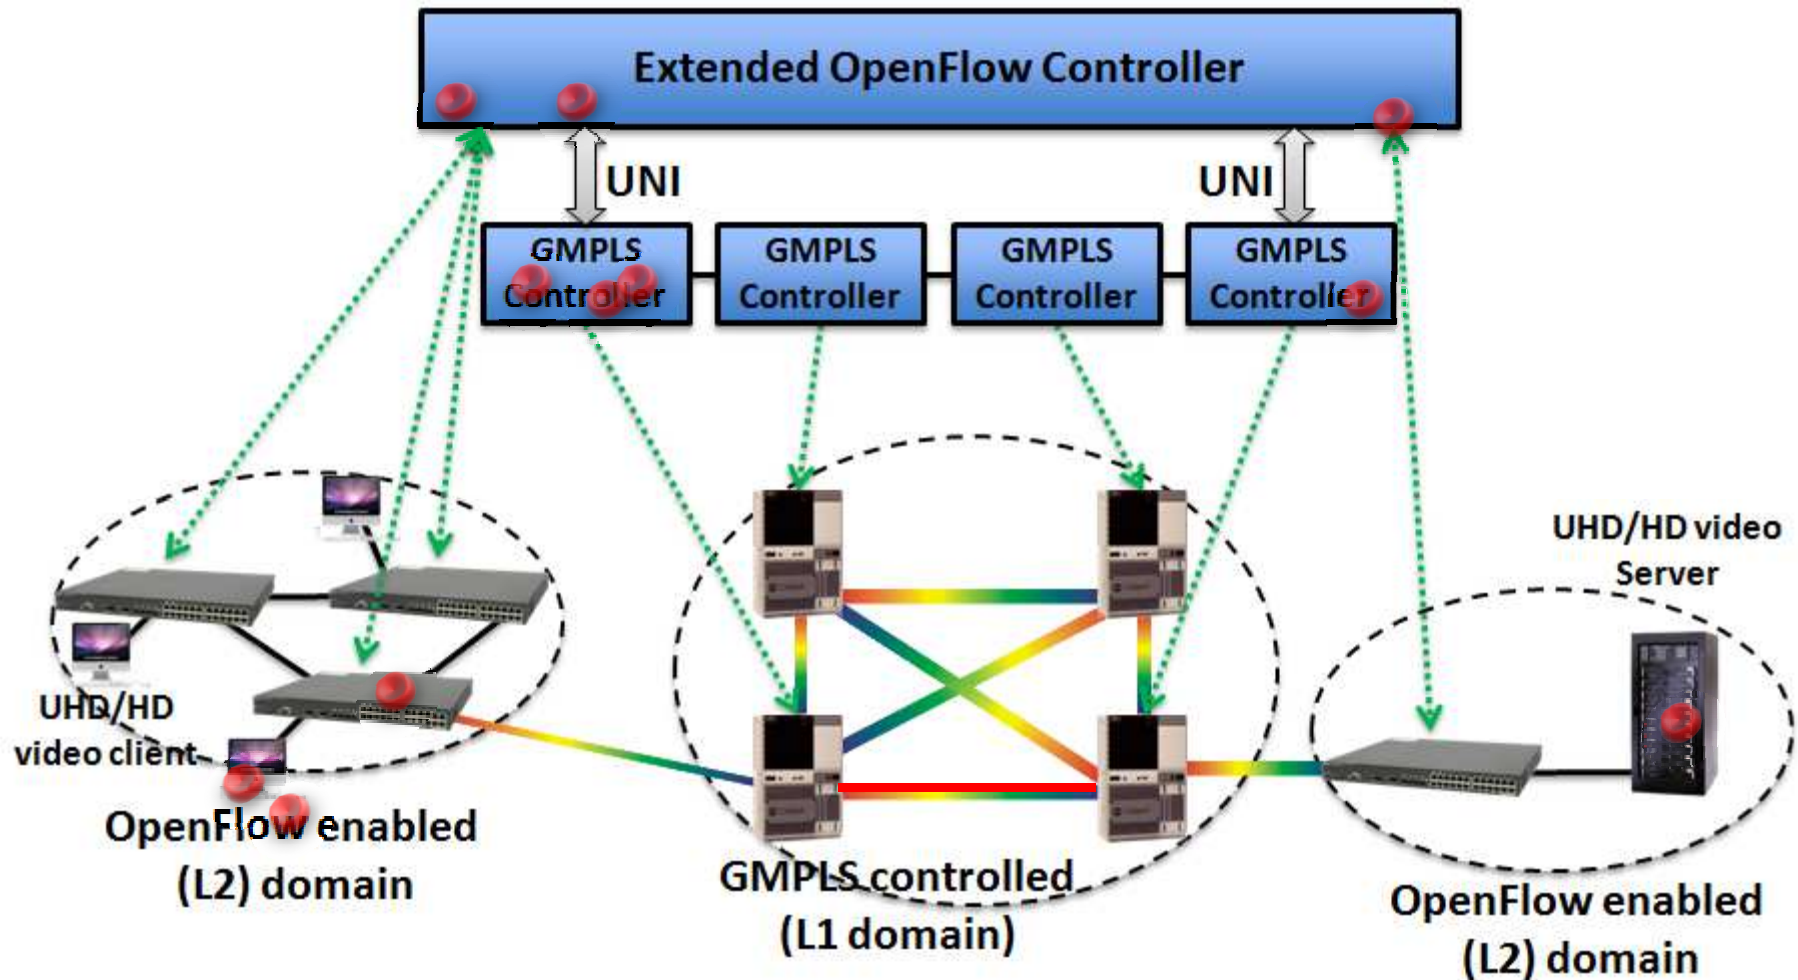 Extended OpenFlow Controller
UNI
UNI
GMPLS
Controller
GMPLS
Controller
GMPLS
Controller
GMPLS
Controller
UHD/HD video
Server
UHD/HD
video client
OpenFlow enabled
(L2) domain
GMPLS controlled
(L1 domain)
OpenFlow enabled
(L2) domain